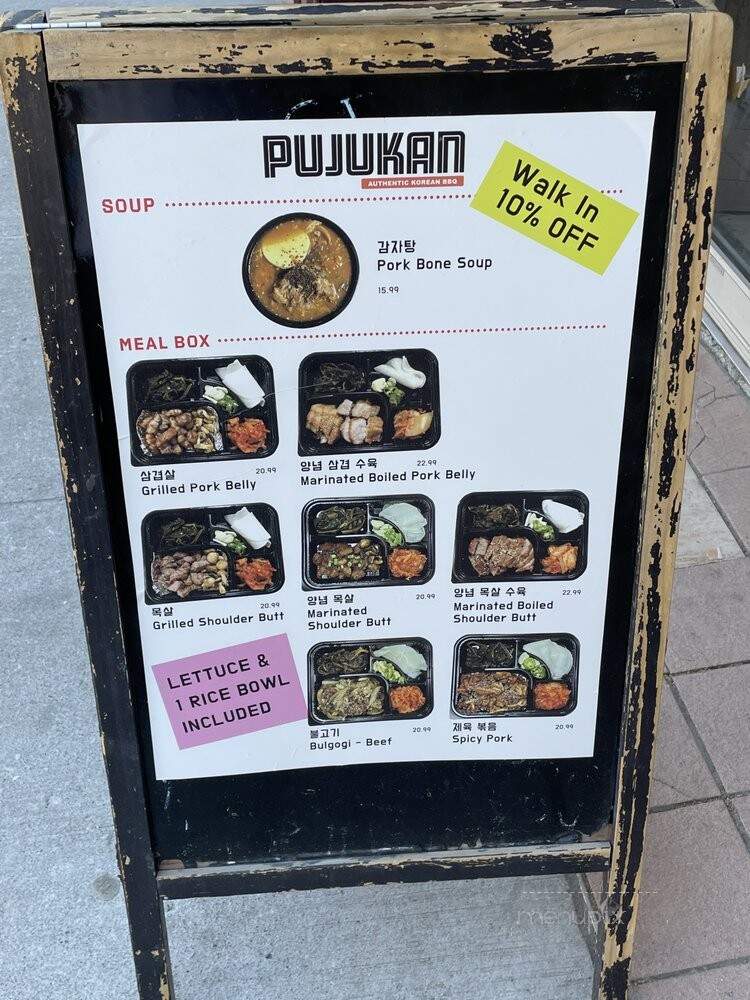 PUJUKAN
AUTHENTIC KOREAN BBQ
Walk In
10% OFF
SOUP
감자탕
Pork Bone Soup
15.99
MEAL BOX
삼겹살 20.99
Grilled Pork Belly
양념 삼겹 수육 22.99
Marinated Boiled Pork Belly
목살 20.99
Grilled Shoulder Butt
양념 목살 20.99
Marinated
Shoulder Butt
양념 목살 수육 22.99
Marinated Boiled
Shoulder Butt
LETTUCE &
1 RICE BOWL
INCLUDED
불고기 20.99
Bulgogi - Beef
제육 볶음 20.99
Spicy Pork
menupix